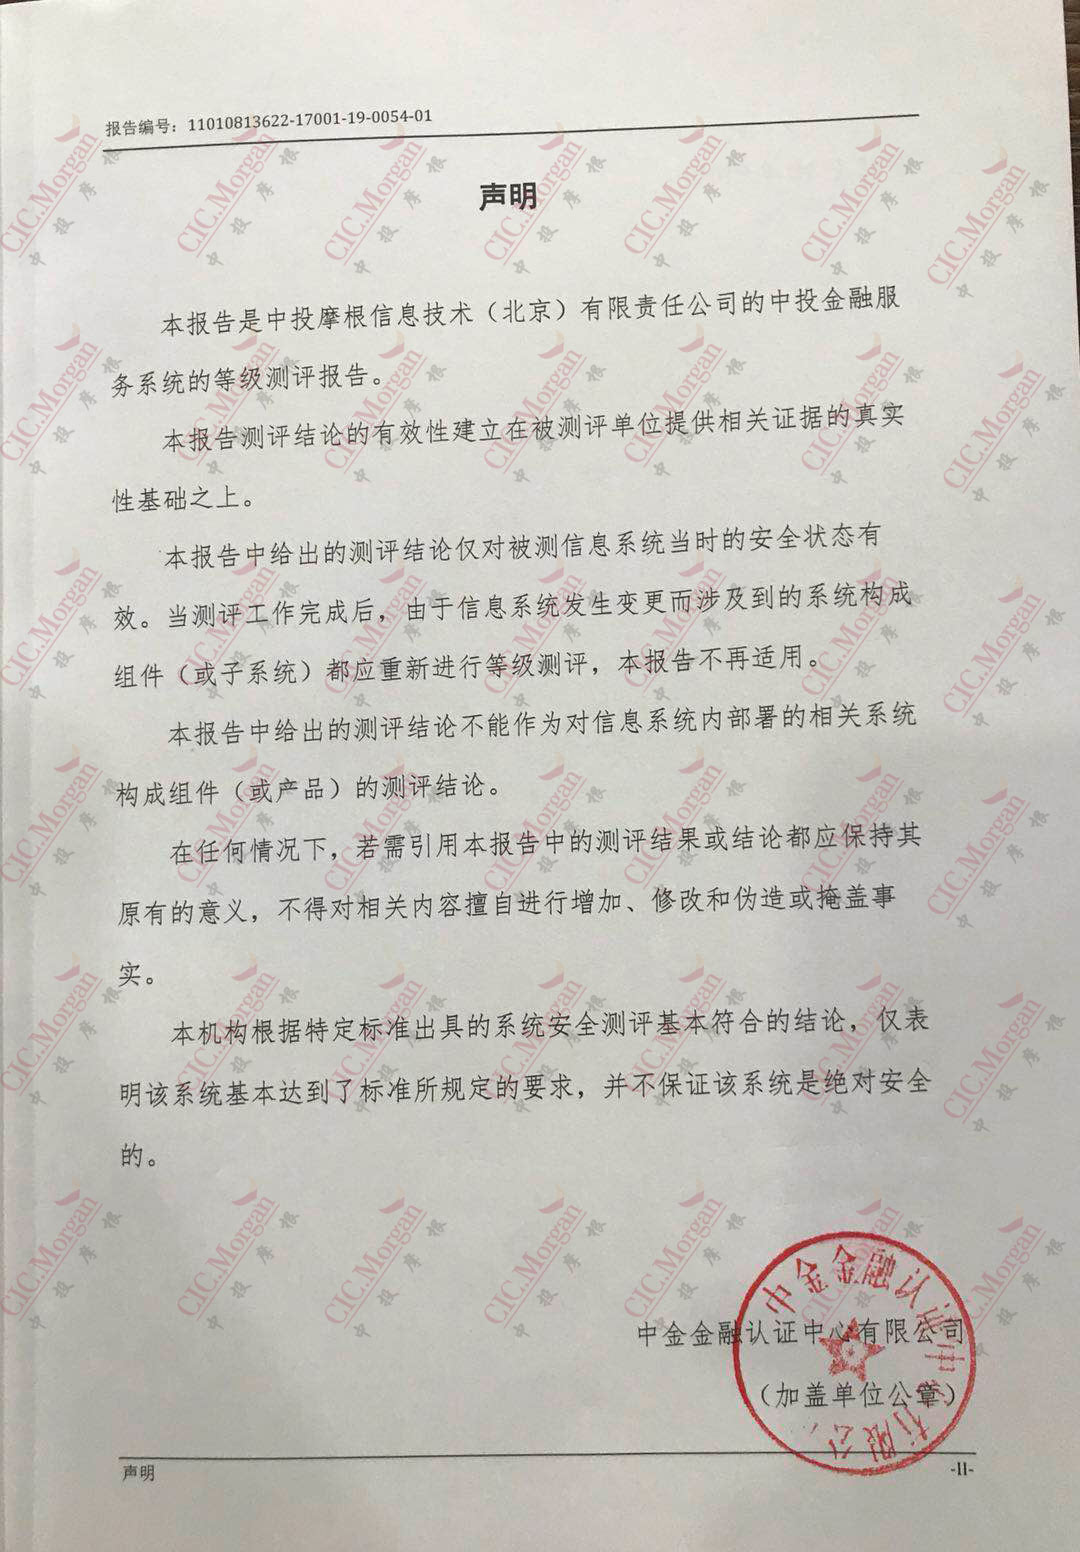 报告编号：11010813622-17001-19-0054-01
声明
本报告是中投摩根信息技术（北京）有限责任公司的中投金融服
务系统的等级测评报告。
本报告测评结论的有效性建立在被测评单位提供相关证据的真实
性基础之上。
本报告中给出的测评结论仅对被测信息系统当时的安全状态有
效。当测评工作完成后，由于信息系统发生变更而涉及到的系统构成
组件（或子系统）都应重新进行等级测评，本报告不再适用。
本报告中给出的测评结论不能作为对信息系统内部署的相关系统
构成组件（或产品）的测评结论。
在任何情况下，若需引用本报告中的测评结果或结论都应保持其
原有的意义，不得对相关内容擅自进行增加、修改和伪造或掩盖事
实。
本机构根据特定标准出具的系统安全测评基本符合的结论，仅表
明该系统基本达到了标准所规定的要求，并不保证该系统是绝对安全
的。
中金金融认证中心有限公司
（加盖单位公章）
中金金融认证中心有限公司
声明
-II-
CIC.Morgan
中投摩根